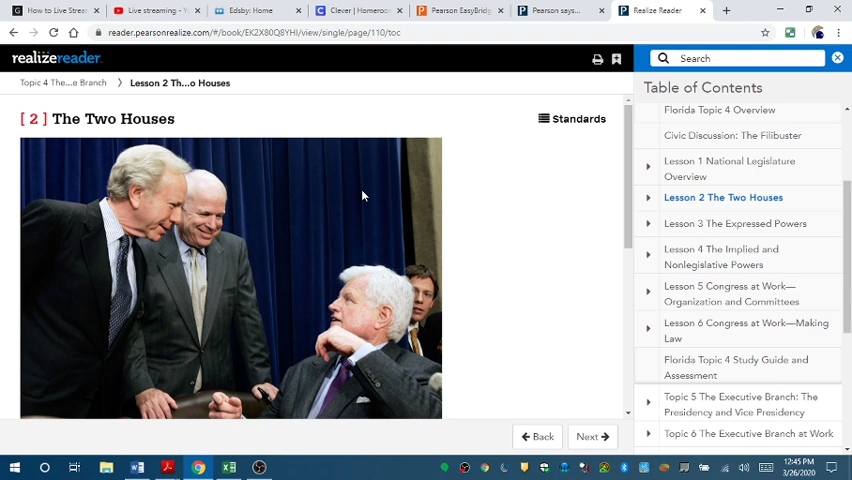 How to Live Strea
Live streaming - Y
Edsby: Home
Clever | Homeroo
Pearson EasyBridg
Pearson says...
Realize Reader
reader.pearsonrealize.com/#/book/EK2X80Q8YHI/view/single/page/110/toc
realizereader.
Search
Topic 4 The...e Branch
Lesson 2 Th...o Houses
Table of Contents
[ 2 ] The Two Houses
Standards
Florida Topic 4 Overview
Civic Discussion: The Filibuster
Lesson 1 National Legislature
Overview
Lesson 2 The Two Houses
Lesson 3 The Expressed Powers
Lesson 4 The Implied and
Nonlegislative Powers
Lesson 5 Congress at Work—
Organization and Committees
Lesson 6 Congress at Work—Making
Law
Florida Topic 4 Study Guide and
Assessment
Topic 5 The Executive Branch: The
Presidency and Vice Presidency
Topic 6 The Executive Branch at Work
Back
Next
12:45 PM
3/26/2020